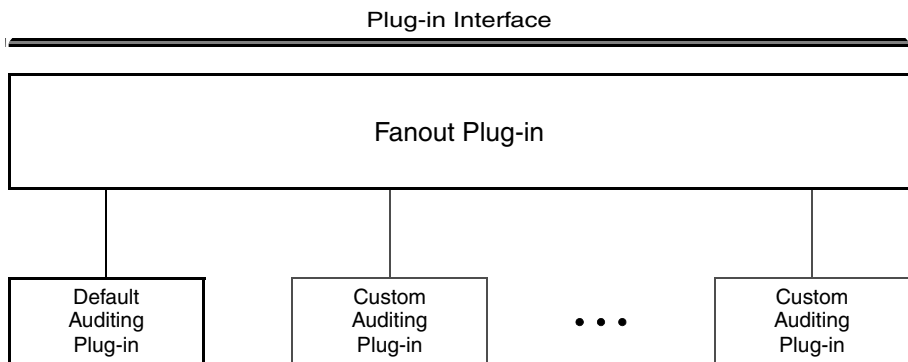 Plug-in Interface
Fanout Plug-in
Default
Auditing
Plug-in
Custom
Auditing
Plug-in
Custom
Auditing
Plug-in